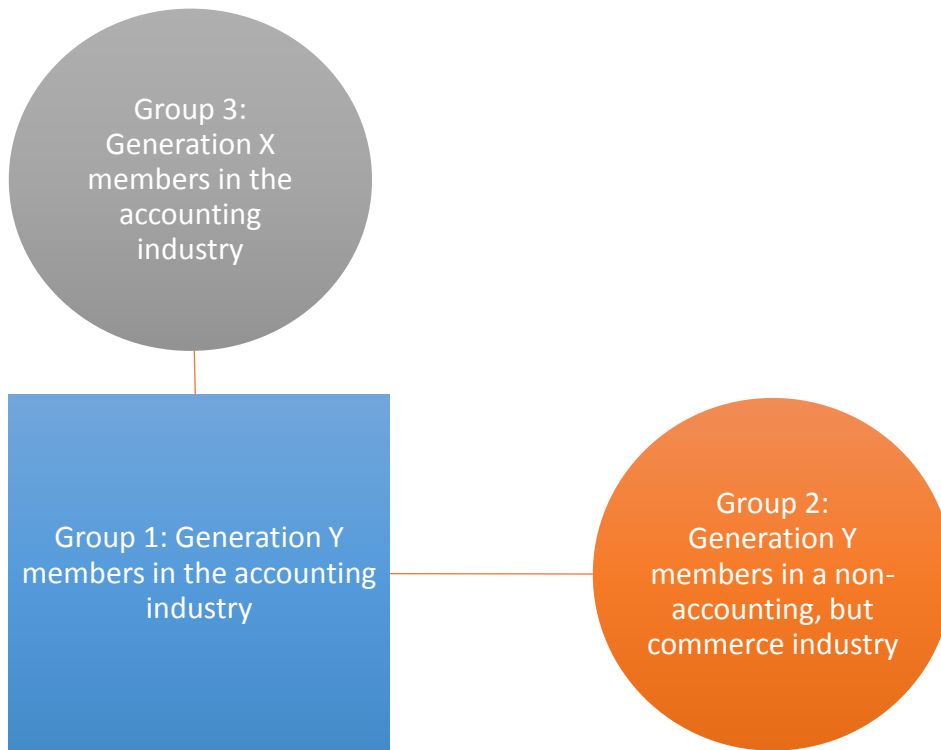 Group 3:
Generation X
members in the
accounting
industry
Group 1: Generation Y
members in the accounting
industry
Group 2:
Generation Y
members in a non-
accounting, but
commerce industry